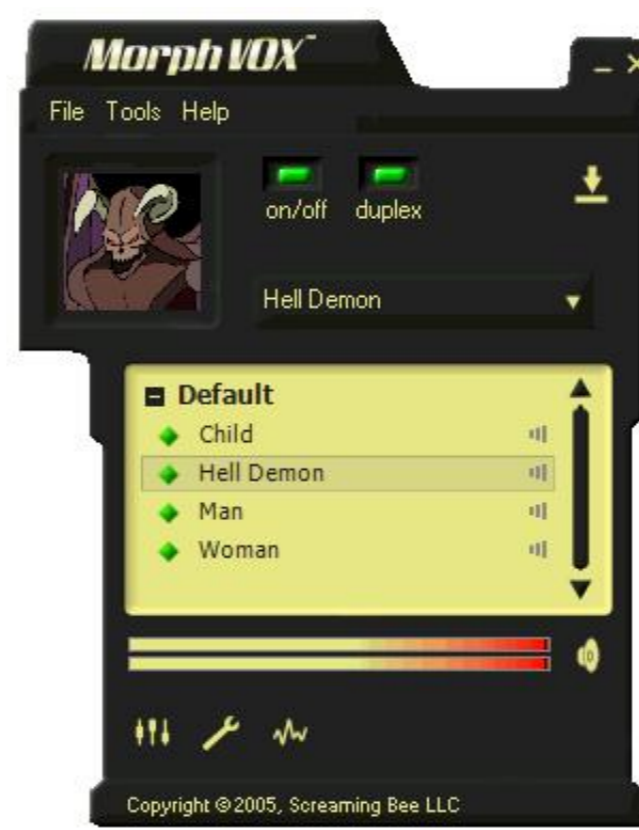 MorphVOX™
File Tools Help
on/off duplex
Hell Demon
Default
Child
Hell Demon
Man
Woman
Copyright ©2005, Screaming Bee LLC